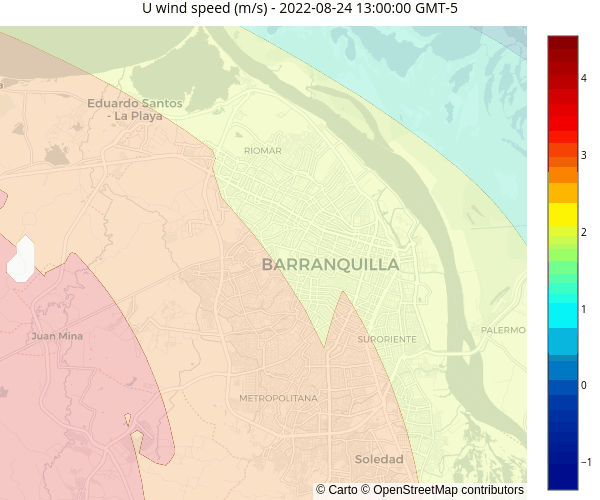 U wind speed (m/s) - 2022-08-24 13:00:00 GMT-5
Eduardo Santos
- La Playa
RIOMAR
BARRANQUILLA
Juan Mina
SURORIENTE
PALERMO
METROPOLITANA
Soledad
© Carto © OpenStreetMap contributors
4
3
2
1
0
−1